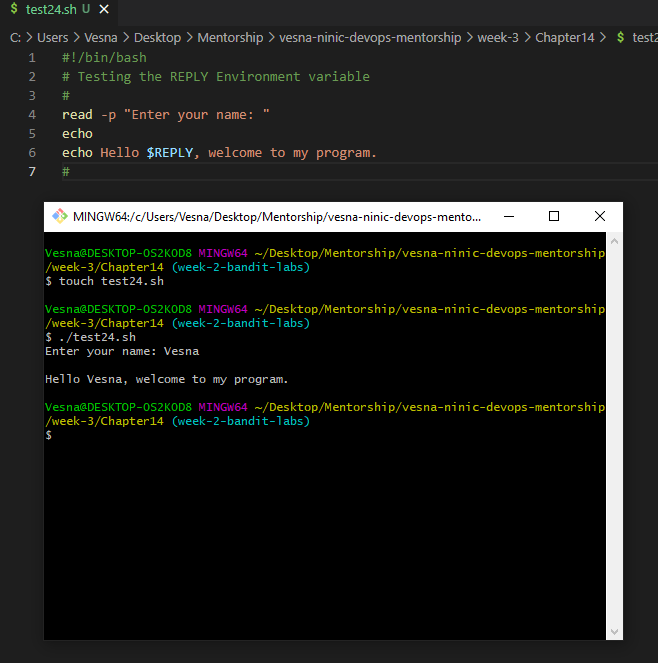 $ test24.sh U ×
C: > Users > Vesna > Desktop > Mentorship > vesna-ninic-devops-mentorship > week-3 > Chapter14 > $ test2
1 #!/bin/bash
2 # Testing the REPLY Environment variable
3 #
4 read -p "Enter your name: "
5 echo
6 echo Hello $REPLY, welcome to my program.
7 #
MINGW64:/c/Users/Vesna/Desktop/Mentorship/vesna-ninic-devops-mento...
Vesna@DESKTOP-OS2KOD8 MINGW64 ~/Desktop/Mentorship/vesna-ninic-devops-mentorship
/week-3/Chapter14 (week-2-bandit-labs)
$ touch test24.sh
Vesna@DESKTOP-OS2KOD8 MINGW64 ~/Desktop/Mentorship/vesna-ninic-devops-mentorship
/week-3/Chapter14 (week-2-bandit-labs)
$ ./test24.sh
Enter your name: Vesna
Hello Vesna, welcome to my program.
Vesna@DESKTOP-OS2KOD8 MINGW64 ~/Desktop/Mentorship/vesna-ninic-devops-mentorship
/week-3/Chapter14 (week-2-bandit-labs)
$